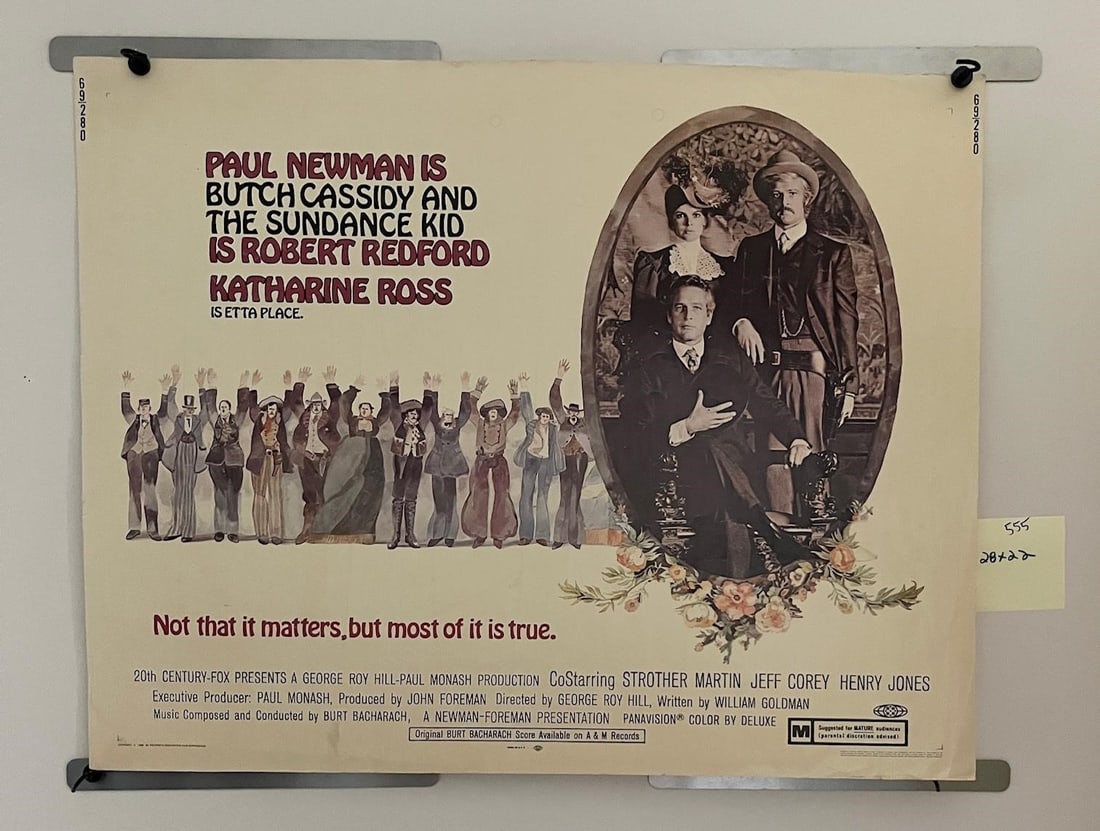 69/280
69/280
PAUL NEWMAN IS
BUTCH CASSIDY AND
THE SUNDANCE KID
IS ROBERT REDFORD
KATHARINE ROSS
IS ETTA PLACE.
555
28x22
Not that it matters, but most of it is true.
20th CENTURY-FOX PRESENTS A GEORGE ROY HILL-PAUL MONASH PRODUCTION CoStarring STROTHER MARTIN JEFF COREY HENRY JONES
Executive Producer: PAUL MONASH, Produced by JOHN FOREMAN Directed by GEORGE ROY HILL, Written by WILLIAM GOLDMAN
Music Composed and Conducted by BURT BACHARACH, A NEWMAN-FOREMAN PRESENTATION PANAVISION® COLOR BY DELUXE
Original BURT BACHARACH Score Available on A & M Records
M Suggested for MATURE audiences
(parental discretion advised).